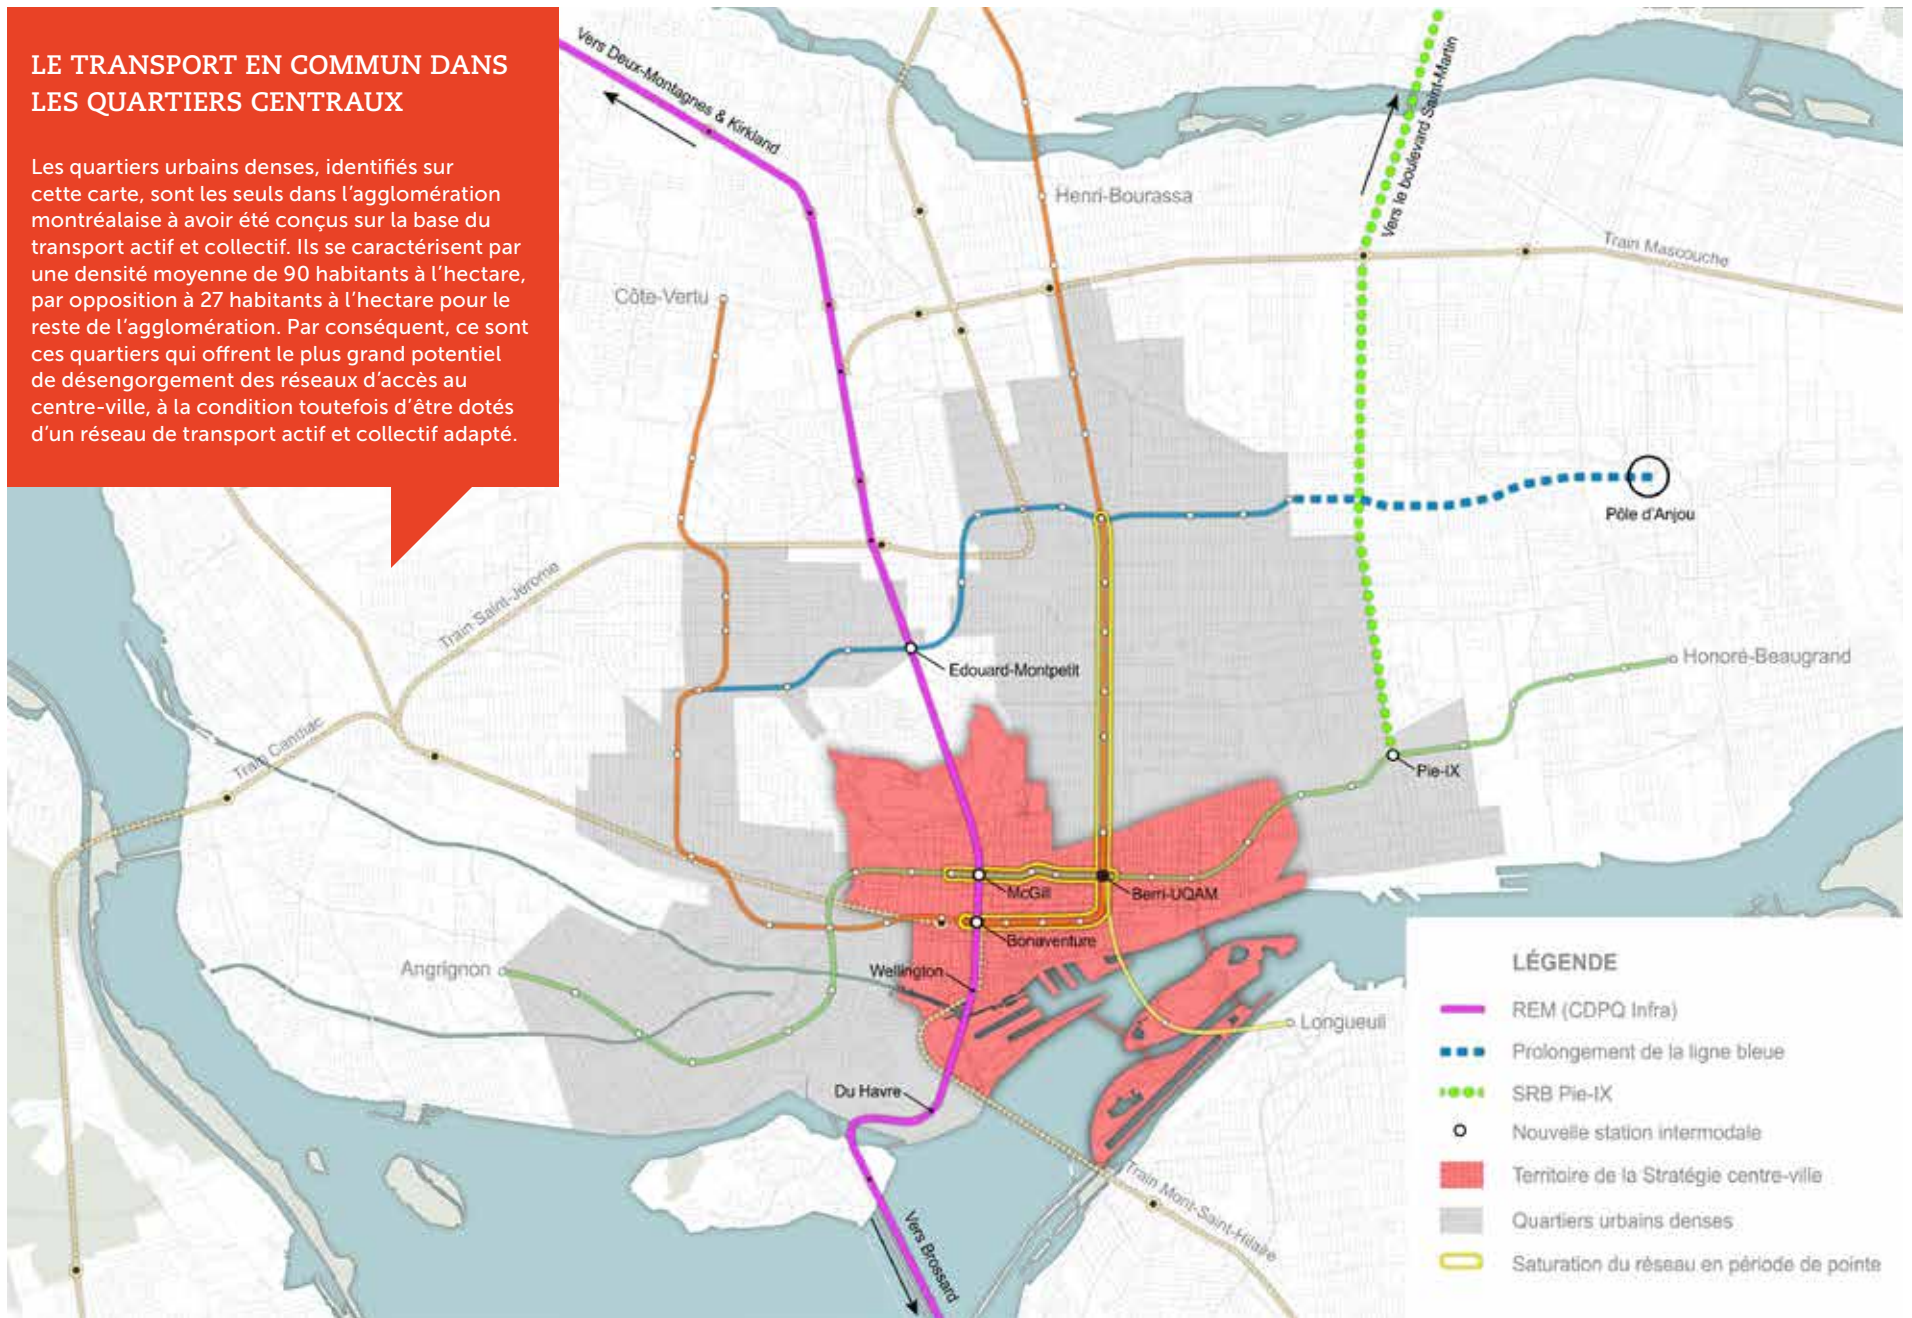 LE TRANSPORT EN COMMUN DANS
LES QUARTIERS CENTRAUX
Les quartiers urbains denses, identifiés sur
cette carte, sont les seuls dans l'agglomération
montréalaise à avoir été conçus sur la base du
transport actif et collectif. Ils se caractérisent par
une densité moyenne de 90 habitants à l'hectare,
par opposition à 27 habitants à l'hectare pour le
reste de l'agglomération. Par conséquent, ce sont
ces quartiers qui offrent le plus grand potentiel
de désengorgement des réseaux d'accès au
centre-ville, à la condition toutefois d'être dotés
d'un réseau de transport actif et collectif adapté.
Vers Deux-Montagnes & Kirkland
Vers le boulevard Saint-Martin
Henri-Bourassa
Train Mascouche
Côte-Vertu
Pôle d'Anjou
Train Saint-Jérome
Edouard-Montpetit
Honoré-Beaugrand
Train Candiac
Pie-IX
McGill
Berri-UQAM
Bonaventure
Angrignon
Wellington
Longueuil
Du Havre
Train Mont-Saint-Hilaire
Vers Brossard
LÉGENDE
REM (CDPQ Infra)
Prolongement de la ligne bleue
SRB Pie-IX
Nouvelle station intermodale
Territoire de la Stratégie centre-ville
Quartiers urbains denses
Saturation du réseau en période de pointe